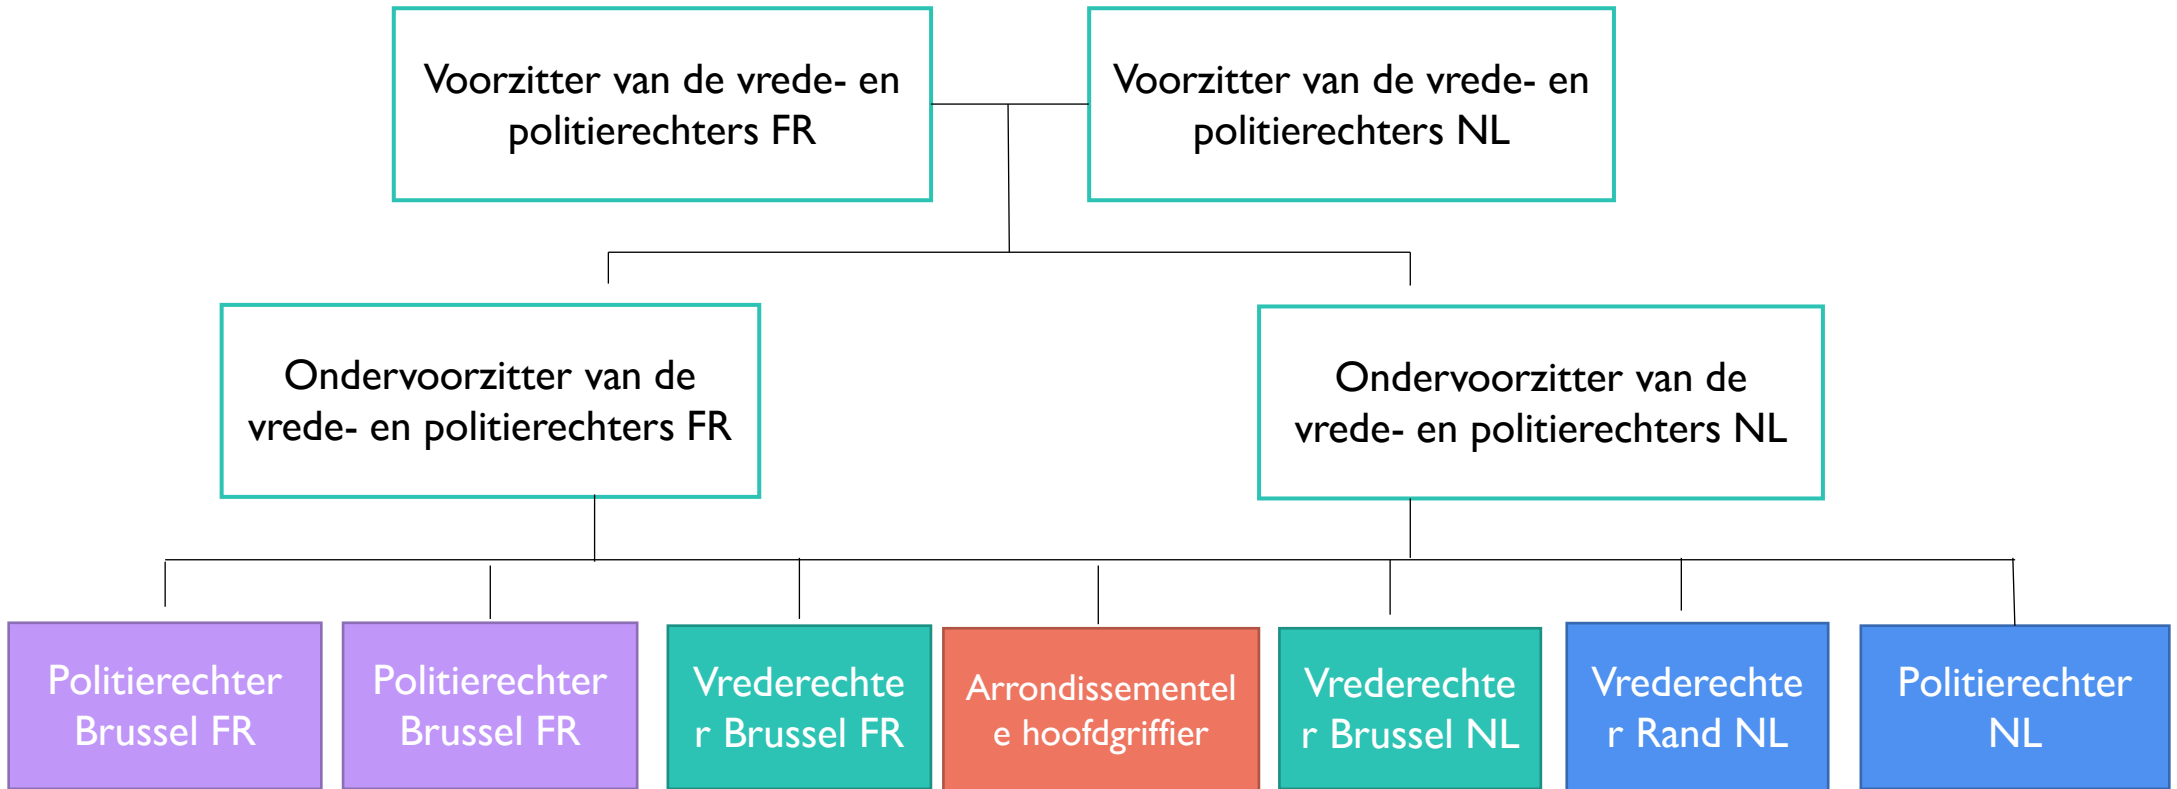 Voorzitter van de vrede- en
politierechters FR
Voorzitter van de vrede- en
politierechters NL
Ondervoorzitter van de
vrede- en politierechters FR
Ondervoorzitter van de
vrede- en politierechters NL
Politierechter
Brussel FR
Politierechter
Brussel FR
Vrederechte
r Brussel FR
Arrondissementel
e hoofdgriffier
Vrederechte
r Brussel NL
Vrederechte
r Rand NL
Politierechter
NL